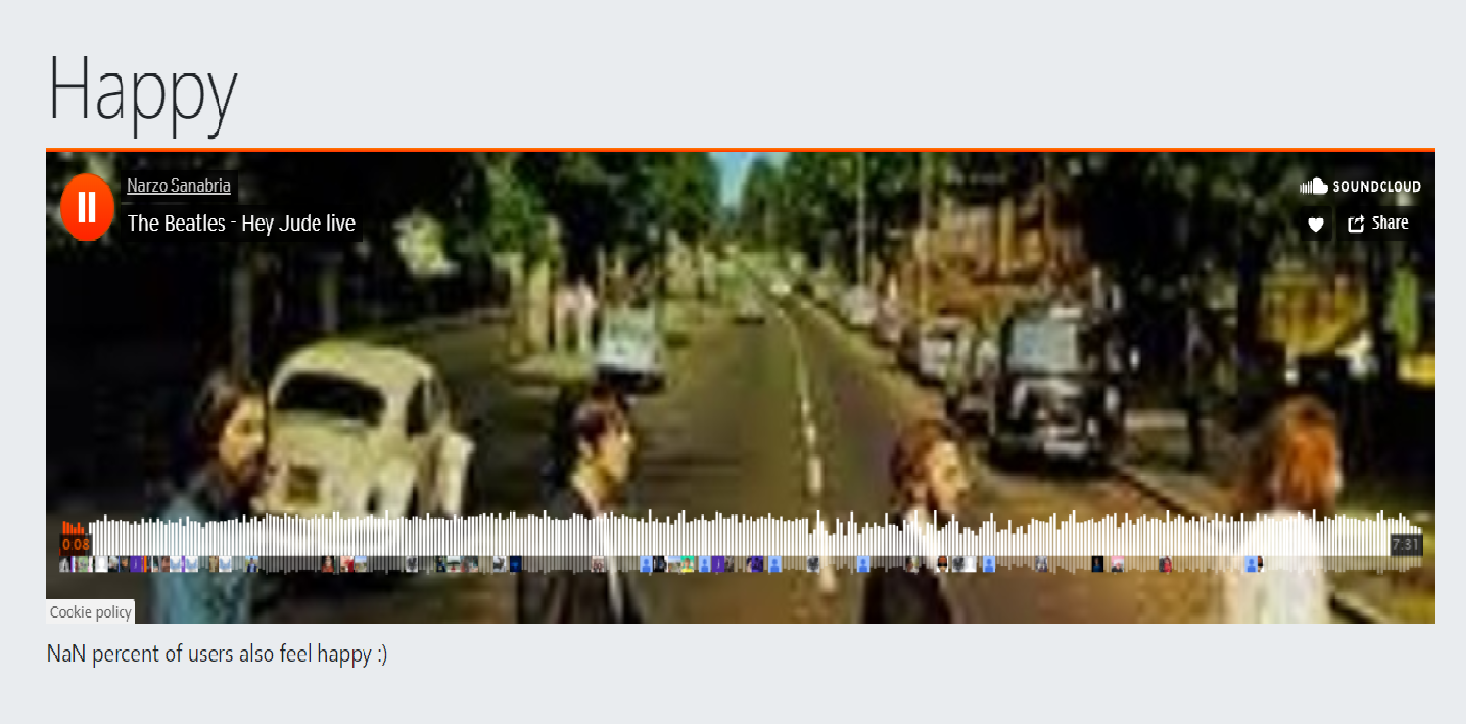 Happy
Narzo Sanabria
The Beatles - Hey Jude live
SOUNDCLOUD
Share
0:08
7:31
Cookie policy
NaN percent of users also feel happy :)